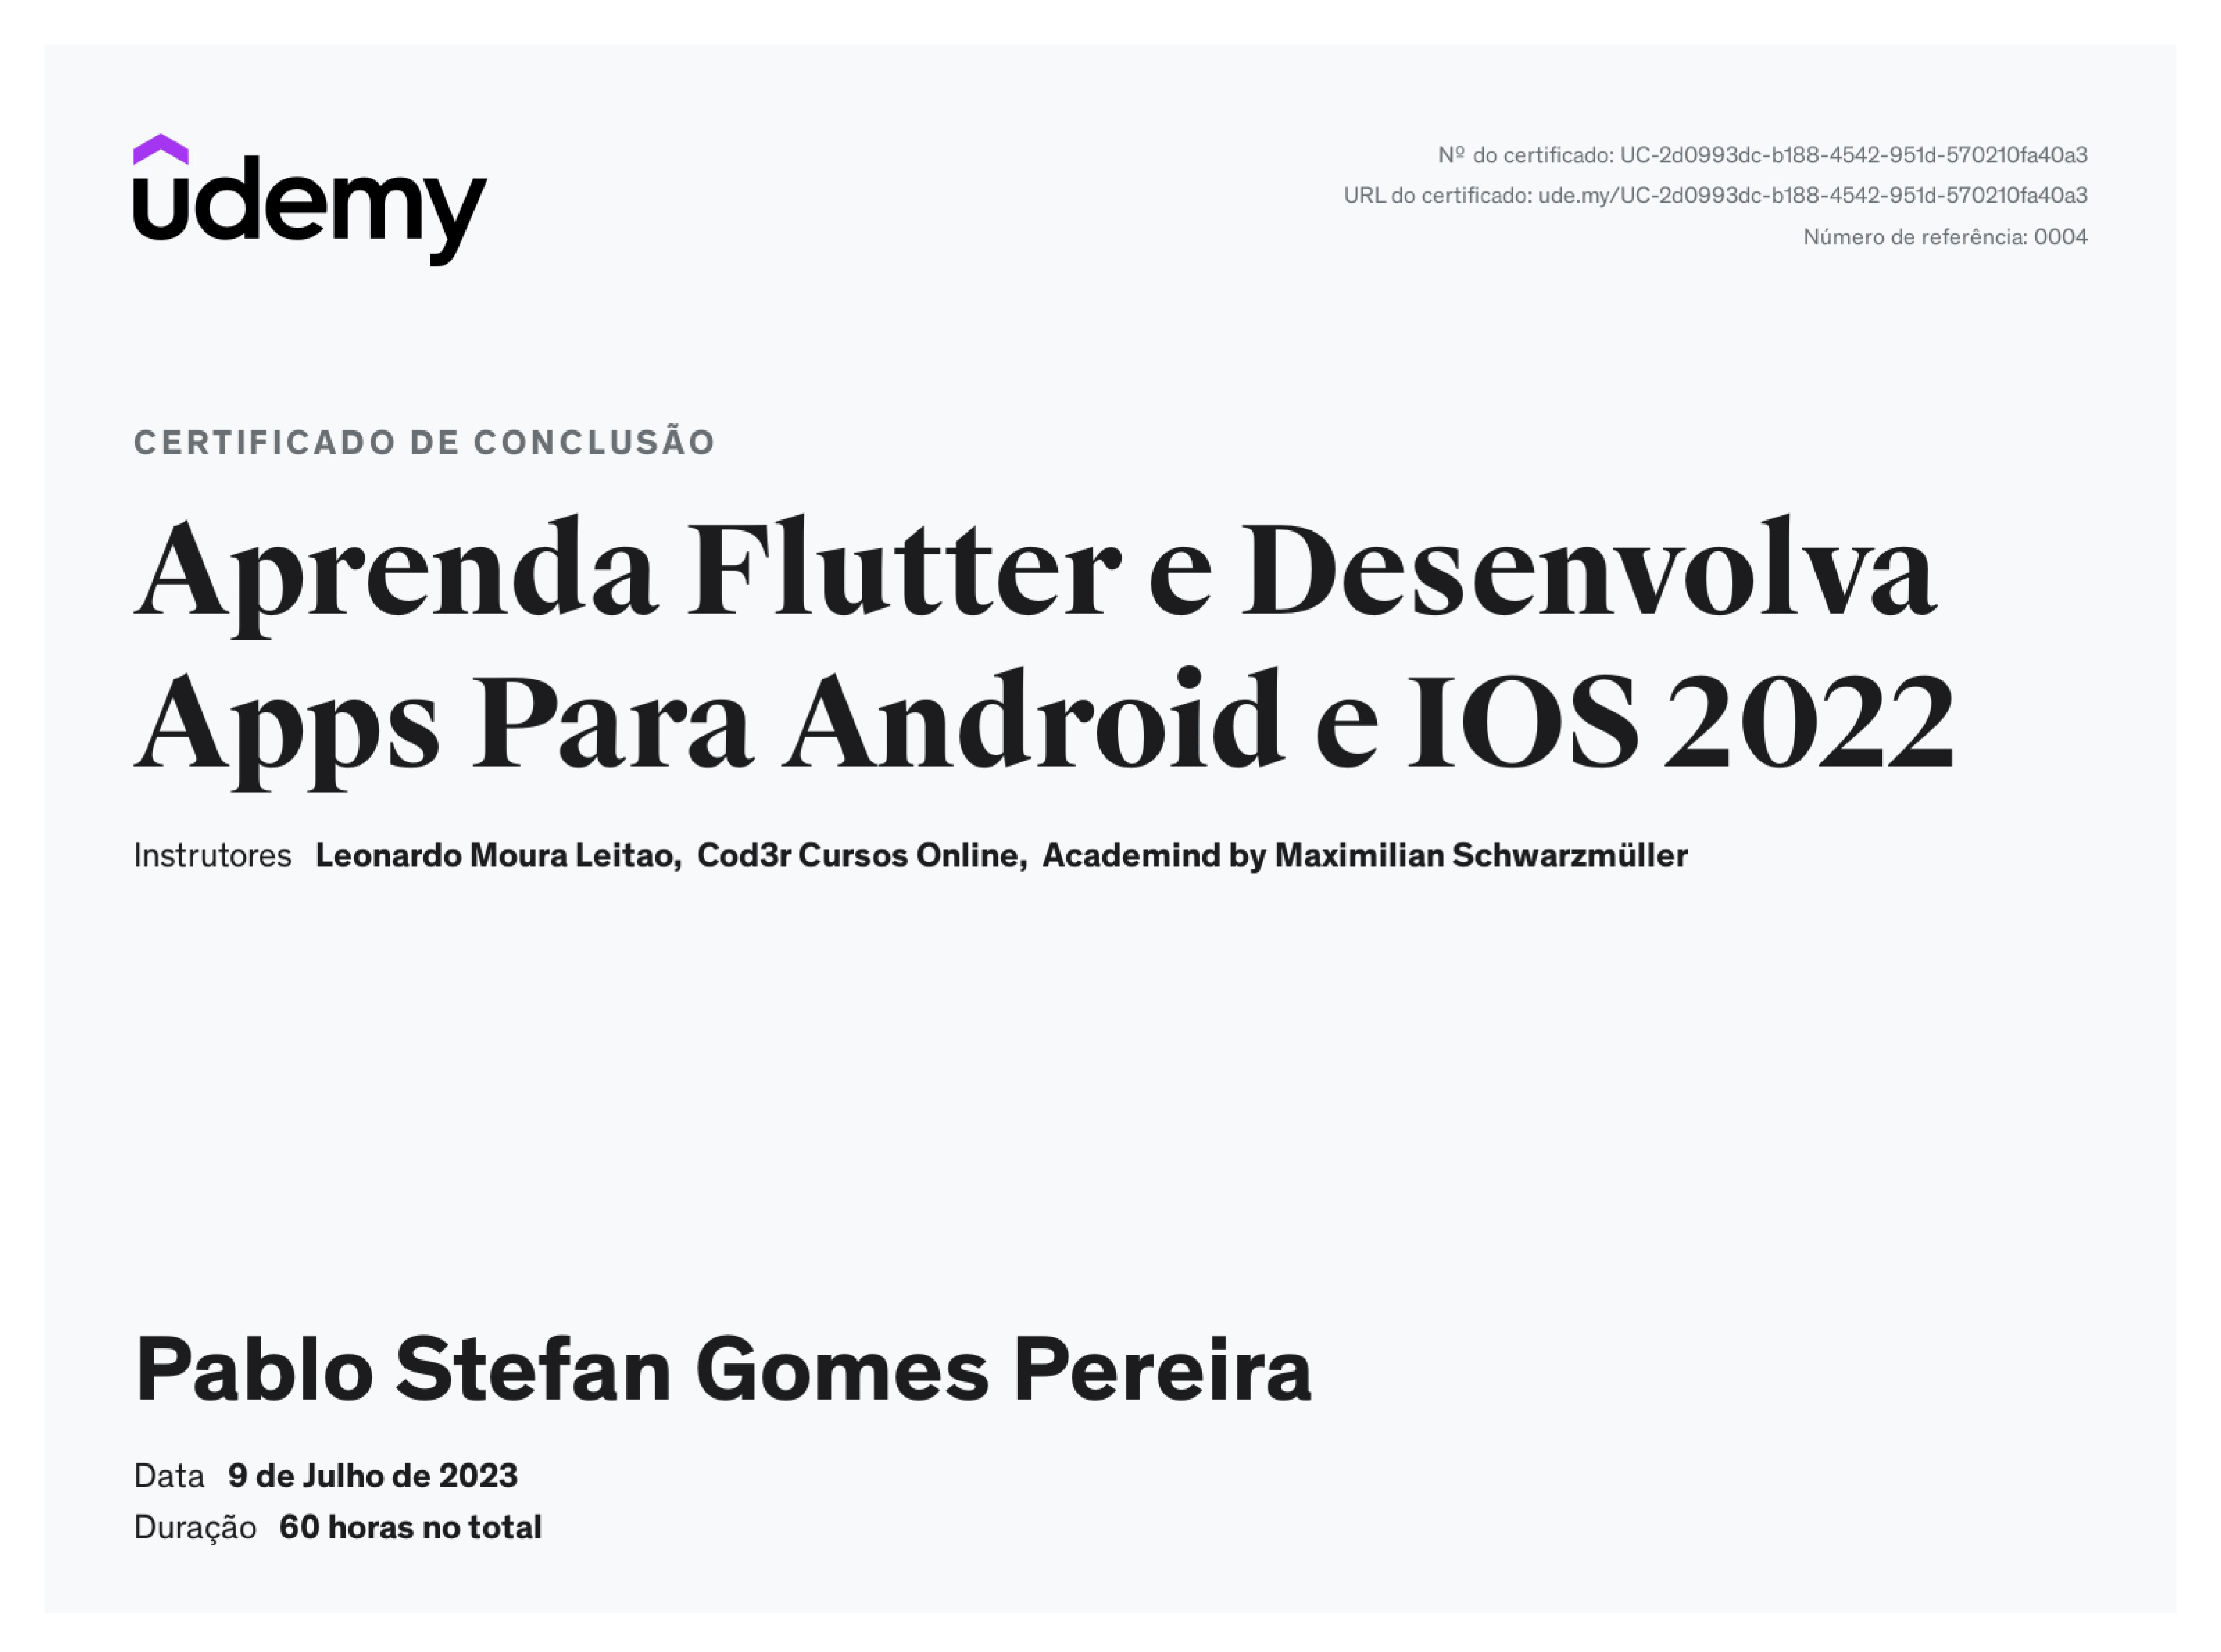 udemy
Nº do certificado: UC-2d0993dc-b188-4542-951d-570210fa40a3
URL do certificado: ude.my/UC-2d0993dc-b188-4542-951d-570210fa40a3
Número de referência: 0004
CERTIFICADO DE CONCLUSÃO
Aprenda Flutter e Desenvolva
Apps Para Android e IOS 2022
Instrutores Leonardo Moura Leitao, Cod3r Cursos Online, Academind by Maximilian Schwarzmüller
Pablo Stefan Gomes Pereira
Data 9 de Julho de 2023
Duração 60 horas no total